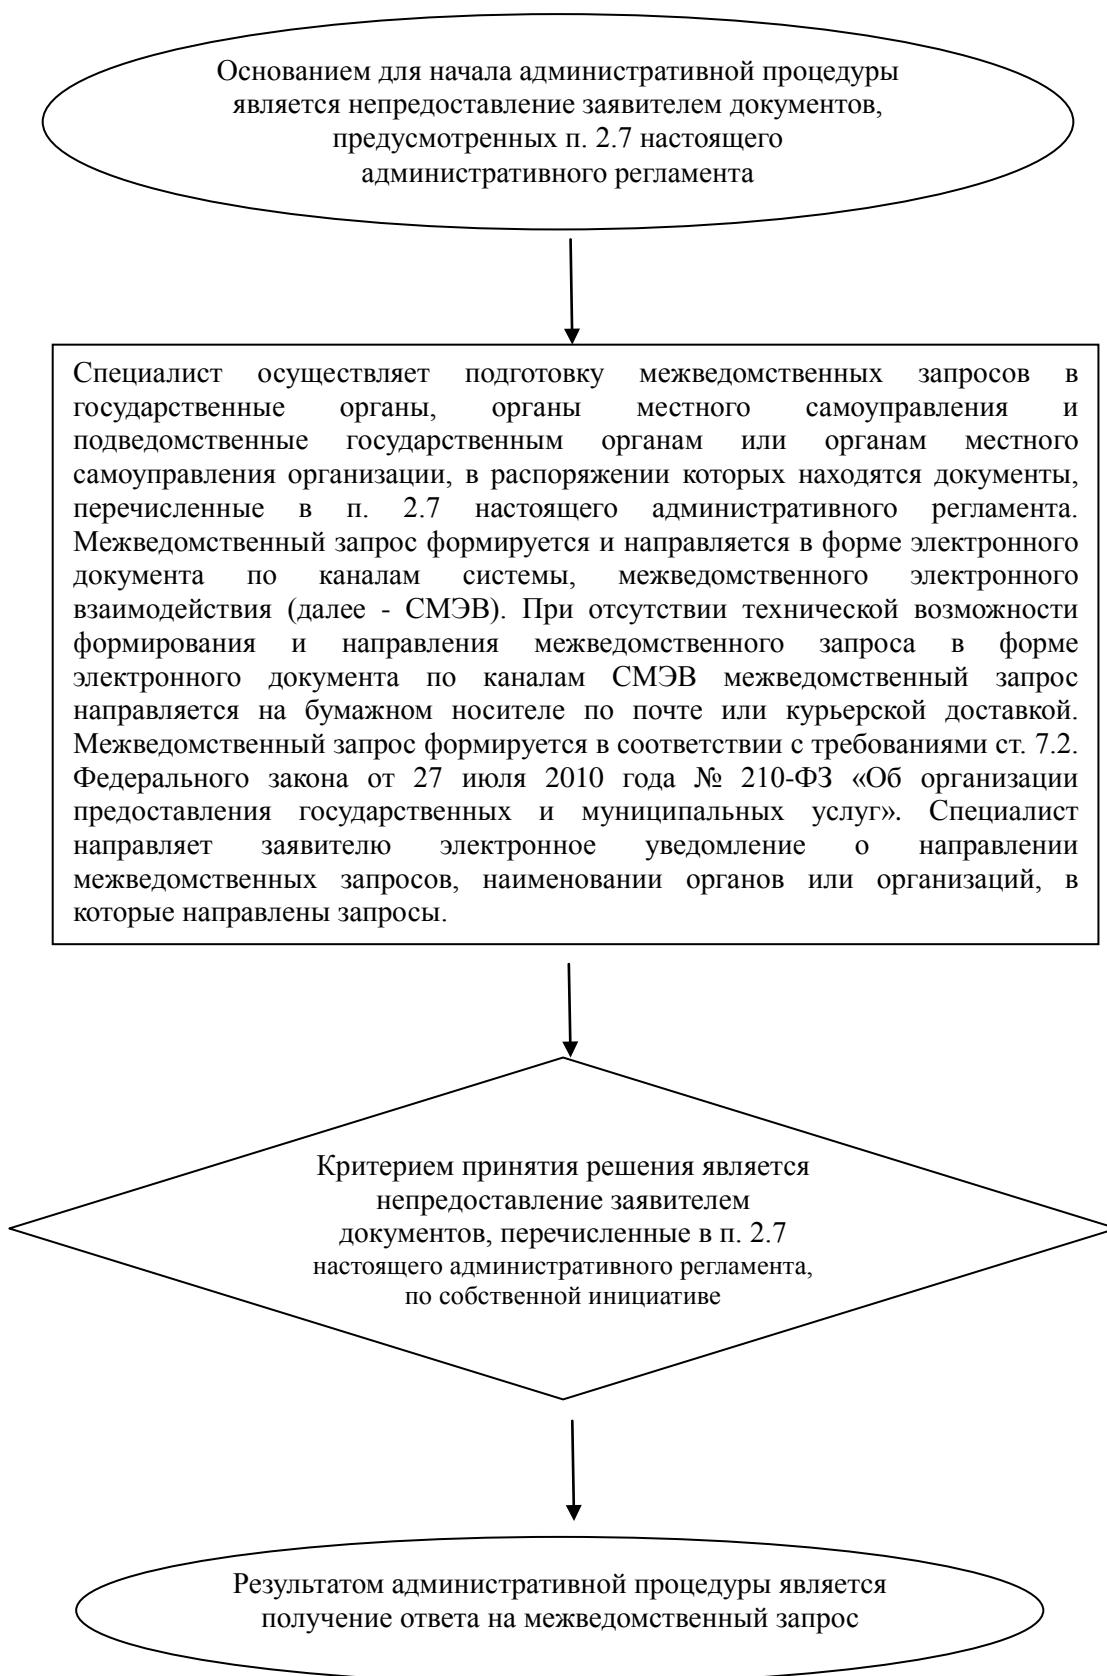 Основанием для начала административной процедуры
является непредоставление заявителем документов,
предусмотренных п. 2.7 настоящего
административного регламента
Специалист осуществляет подготовку межведомственных запросов в
государственные органы, органы местного самоуправления и
подведомственные государственным органам или органам местного
самоуправления организации, в распоряжении которых находятся документы,
перечисленные в п. 2.7 настоящего административного регламента.
Межведомственный запрос формируется и направляется в форме электронного
документа по каналам системы, межведомственного электронного
взаимодействия (далее - СМЭВ). При отсутствии технической возможности
формирования и направления межведомственного запроса в форме
электронного документа по каналам СМЭВ межведомственный запрос
направляется на бумажном носителе по почте или курьерской доставкой.
Межведомственный запрос формируется в соответствии с требованиями ст. 7.2.
Федерального закона от 27 июля 2010 года № 210-ФЗ «Об организации
предоставления государственных и муниципальных услуг». Специалист
направляет заявителю электронное уведомление о направлении
межведомственных запросов, наименовании органов или организаций, в
которые направлены запросы.
Критерием принятия решения является
непредоставление заявителем
документов, перечисленные в п. 2.7
настоящего административного регламента,
по собственной инициативе
Результатом административной процедуры является
получение ответа на межведомственный запрос